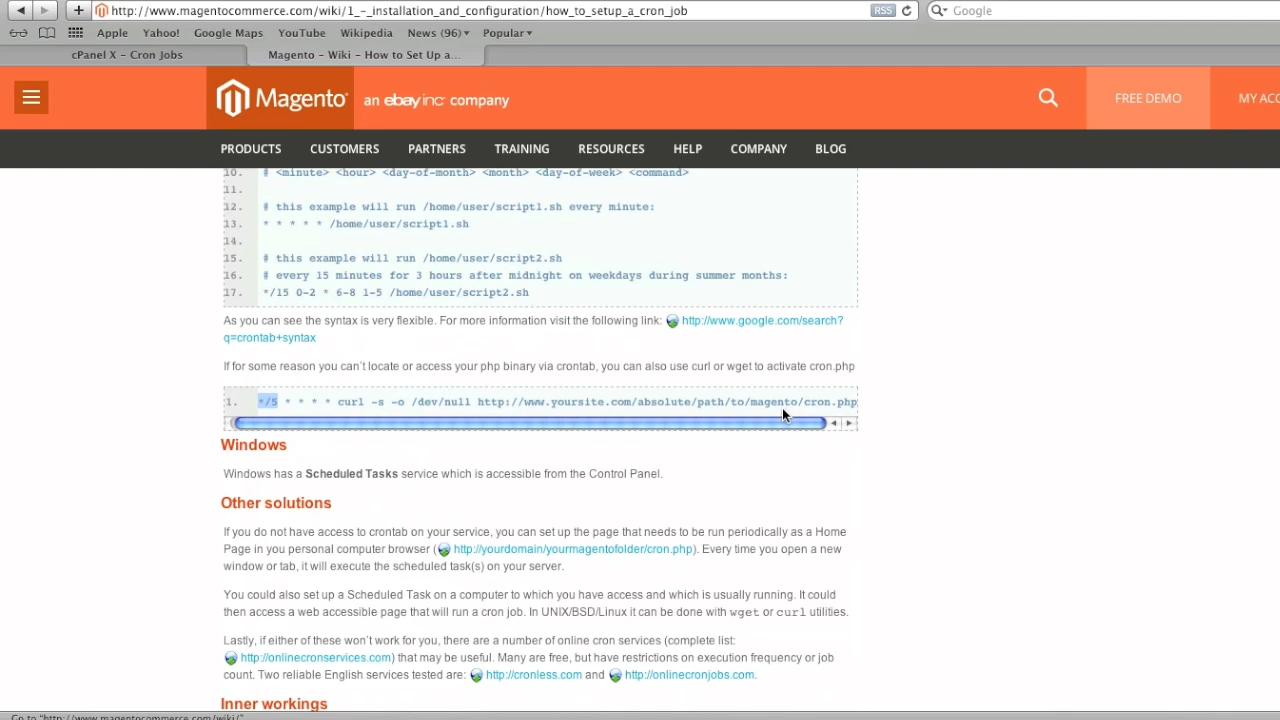 http://www.magentocommerce.com/wiki/1_-_installation_and_configuration/how_to_setup_a_cron_job
RSS
Google
Apple Yahoo! Google Maps YouTube Wikipedia News (96)▾ Popular▾
cPanel X – Cron Jobs
Magento – Wiki – How to Set Up a...
Magento® an ebay inc company
FREE DEMO
MY ACC
PRODUCTS CUSTOMERS PARTNERS TRAINING RESOURCES HELP COMPANY BLOG
10. # <minute> <hour> <day-of-month> <month> <day-of-week> <command>
11.
12. # this example will run /home/user/script1.sh every minute:
13. * * * * * /home/user/script1.sh
14.
15. # this example will run /home/user/script2.sh
16. # every 15 minutes for 3 hours after midnight on weekdays during summer months:
17. */15 0-2 * 6-8 1-5 /home/user/script2.sh
As you can see the syntax is very flexible. For more information visit the following link: http://www.google.com/search?
q=crontab+syntax
If for some reason you can't locate or access your php binary via crontab, you can also use curl or wget to activate cron.php
1. */5 * * * * curl -s -o /dev/null http://www.yoursite.com/absolute/path/to/magento/cron.php
Windows
Windows has a Scheduled Tasks service which is accessible from the Control Panel.
Other solutions
If you do not have access to crontab on your service, you can set up the page that needs to be run periodically as a Home
Page in you personal computer browser (http://yourdomain/yourmagentofolder/cron.php). Every time you open a new
window or tab, it will execute the scheduled task(s) on your server.
You could also set up a Scheduled Task on a computer to which you have access and which is usually running. It could
then access a web accessible page that will run a cron job. In UNIX/BSD/Linux it can be done with wget or curl utilities.
Lastly, if either of these won't work for you, there are a number of online cron services (complete list:
http://onlinecronservices.com) that may be useful. Many are free, but have restrictions on execution frequency or job
count. Two reliable English services tested are: http://cronless.com and http://onlinecronjobs.com.
Inner workings
Go to "http://www.magentocommerce.com/wiki/"